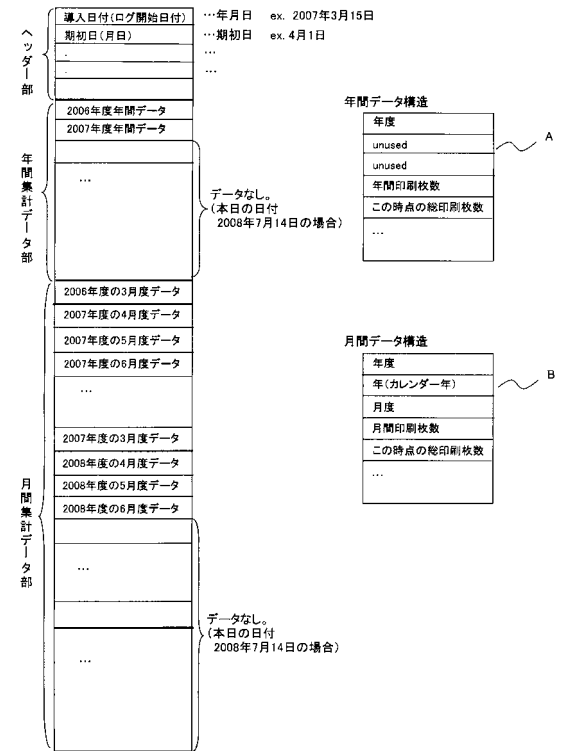 ヘッダー部
導入日付(ログ開始日付) …年月日 ex. 2007年3月15日
期初日(月日) …期初日 ex. 4月1日
. …
. …
年間集計データ部
2006年度年間データ
2007年度年間データ
…
データなし。
(本日の日付
2008年7月14日の場合)
月間集計データ部
2006年度の3月度データ
2007年度の4月度データ
2007年度の5月度データ
2007年度の6月度データ
…
2007年度の3月度データ
2008年度の4月度データ
2008年度の5月度データ
2008年度の6月度データ
…
…
データなし。
(本日の日付
2008年7月14日の場合)
年間データ構造
年度
unused A
unused
年間印刷枚数
この時点の総印刷枚数
…
月間データ構造
年度
年(カレンダー年) B
月度
月間印刷枚数
この時点の総印刷枚数
…